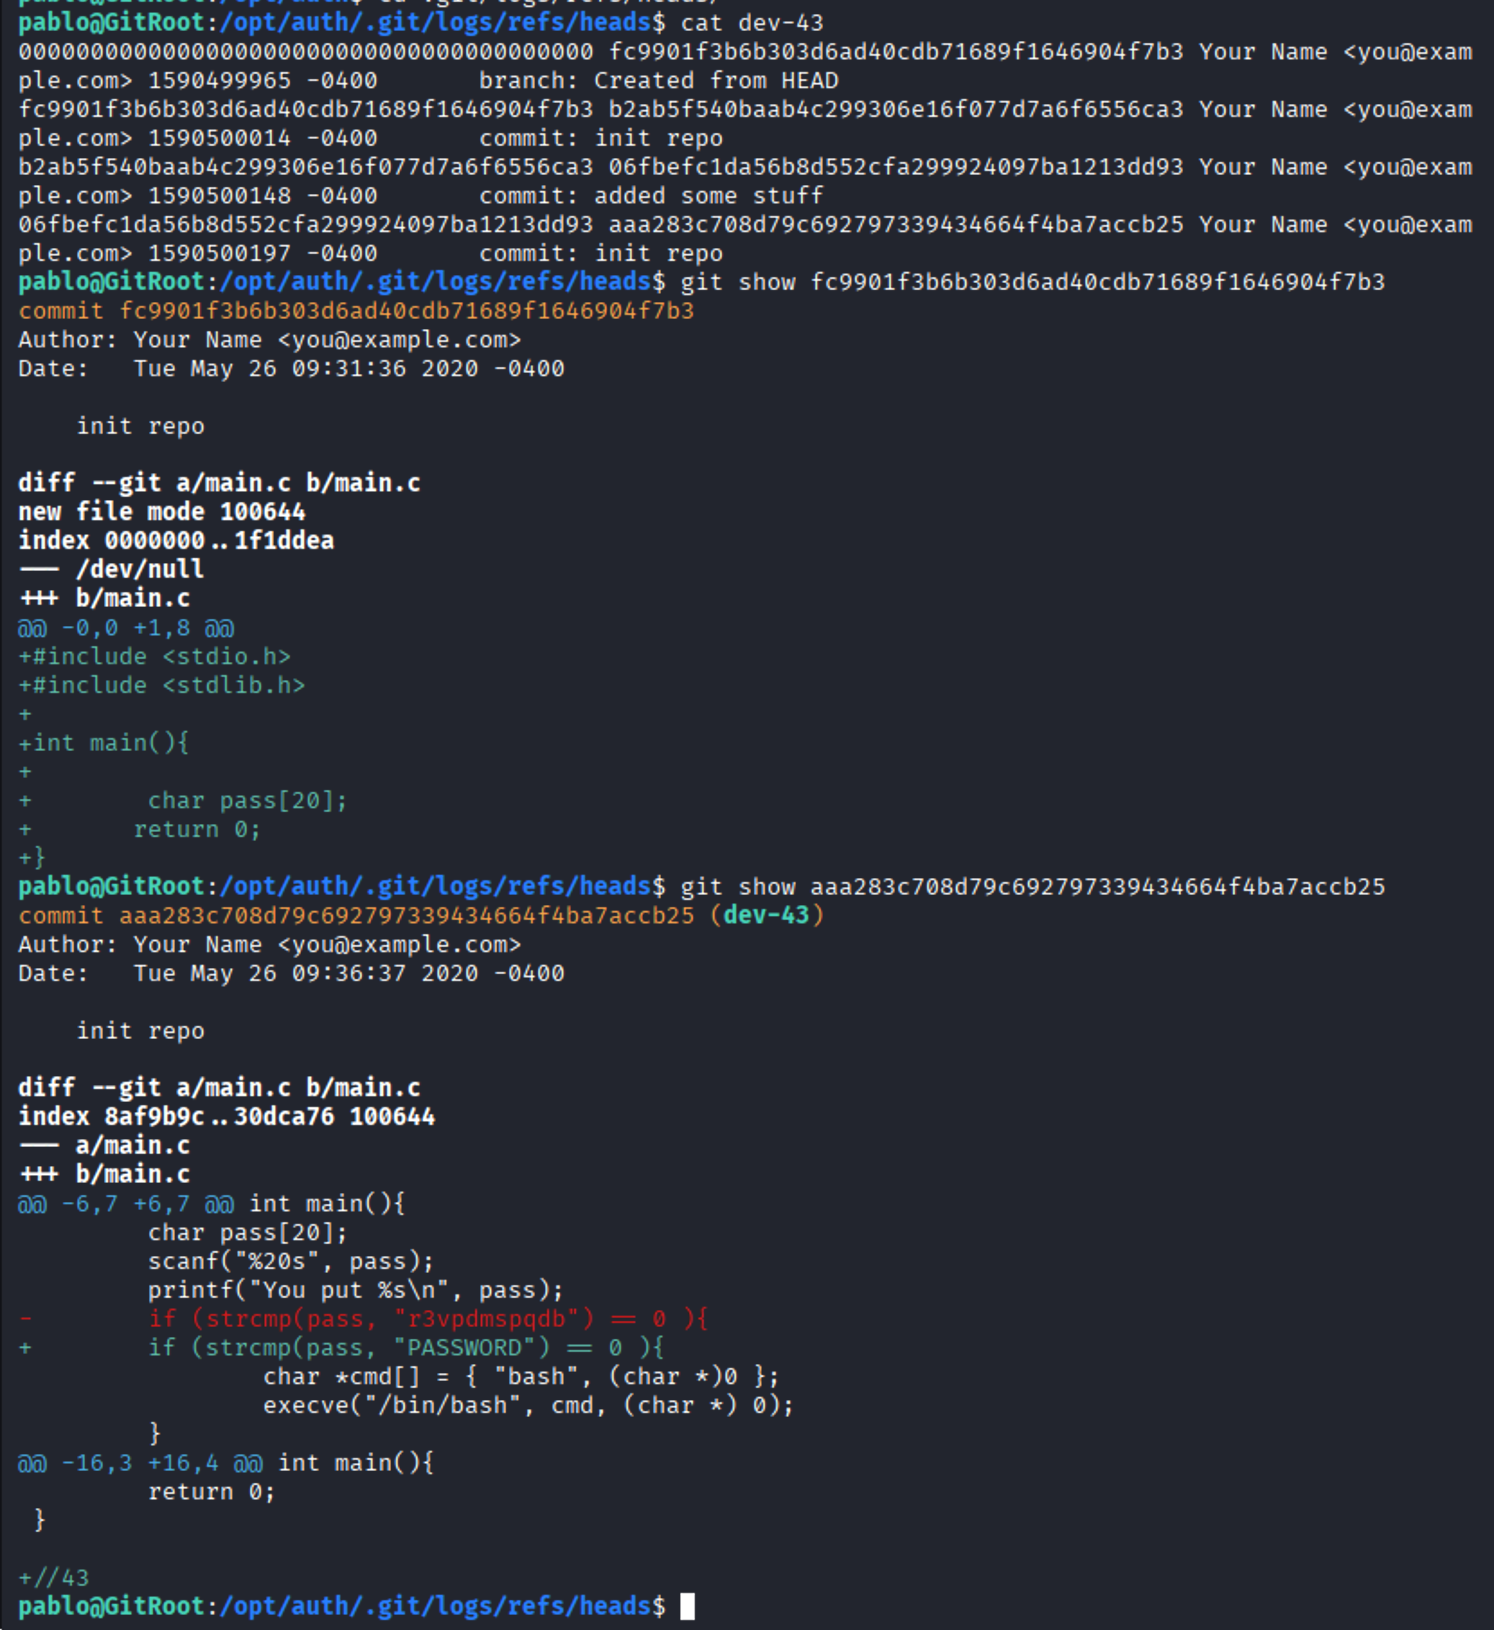 pablo@GitRoot:/opt/auth/.git/logs/refs/heads$ cat dev-43
0000000000000000000000000000000000000000 fc9901f3b6b303d6ad40cdb71689f1646904f7b3 Your Name <you@exam
ple.com> 1590499965 -0400       branch: Created from HEAD
fc9901f3b6b303d6ad40cdb71689f1646904f7b3 b2ab5f540baab4c299306e16f077d7a6f6556ca3 Your Name <you@exam
ple.com> 1590500014 -0400       commit: init repo
b2ab5f540baab4c299306e16f077d7a6f6556ca3 06fbefc1da56b8d552cfa299924097ba1213dd93 Your Name <you@exam
ple.com> 1590500148 -0400       commit: added some stuff
06fbefc1da56b8d552cfa299924097ba1213dd93 aaa283c708d79c692797339434664f4ba7accb25 Your Name <you@exam
ple.com> 1590500197 -0400       commit: init repo
pablo@GitRoot:/opt/auth/.git/logs/refs/heads$ git show fc9901f3b6b303d6ad40cdb71689f1646904f7b3
commit fc9901f3b6b303d6ad40cdb71689f1646904f7b3
Author: Your Name <you@example.com>
Date:   Tue May 26 09:31:36 2020 -0400
    init repo
diff --git a/main.c b/main.c
new file mode 100644
index 0000000..1f1ddea
--- /dev/null
+++ b/main.c
@@ -0,0 +1,8 @@
+#include <stdio.h>
+#include <stdlib.h>
+
+int main(){
+
+        char pass[20];
+       return 0;
+}
pablo@GitRoot:/opt/auth/.git/logs/refs/heads$ git show aaa283c708d79c692797339434664f4ba7accb25
commit aaa283c708d79c692797339434664f4ba7accb25 (dev-43)
Author: Your Name <you@example.com>
Date:   Tue May 26 09:36:37 2020 -0400
    init repo
diff --git a/main.c b/main.c
index 8af9b9c..30dca76 100644
--- a/main.c
+++ b/main.c
@@ -6,7 +6,7 @@ int main(){
         char pass[20];
         scanf("%20s", pass);
         printf("You put %s\n", pass);
-        if (strcmp(pass, "r3vpdmspqdb") == 0 ){
+        if (strcmp(pass, "PASSWORD") == 0 ){
                 char *cmd[] = { "bash", (char *)0 };
                 execve("/bin/bash", cmd, (char *) 0);
         }
@@ -16,3 +16,4 @@ int main(){
         return 0;
 }
+//43
pablo@GitRoot:/opt/auth/.git/logs/refs/heads$